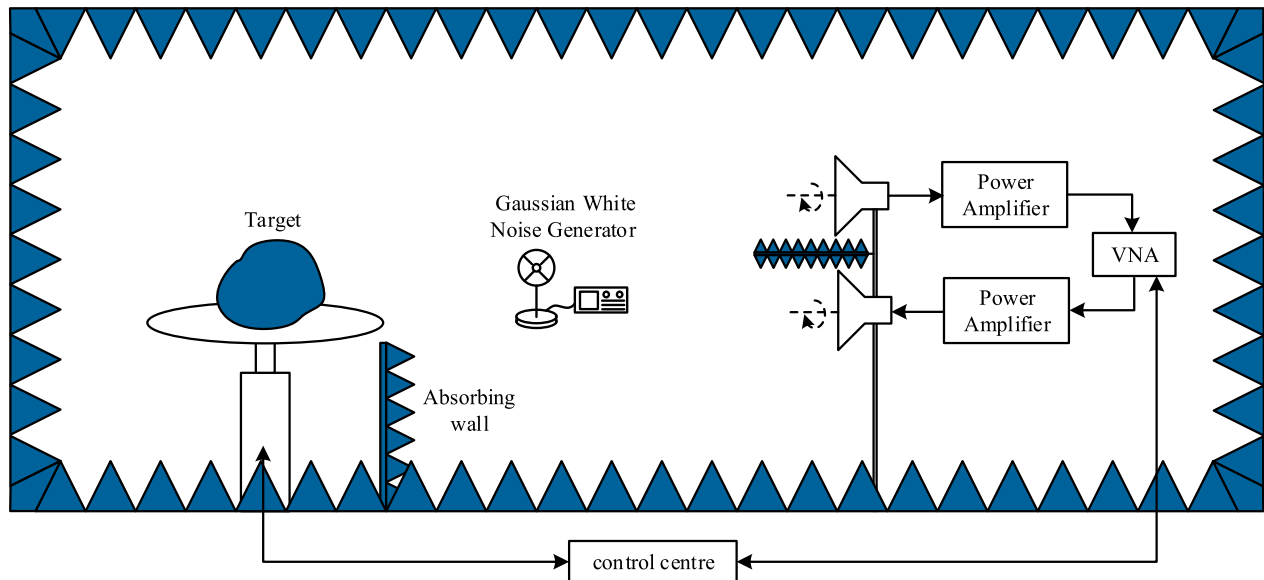 Target
Gaussian White
Noise Generator
Absorbing
wall
Power
Amplifier
VNA
Power
Amplifier
control centre